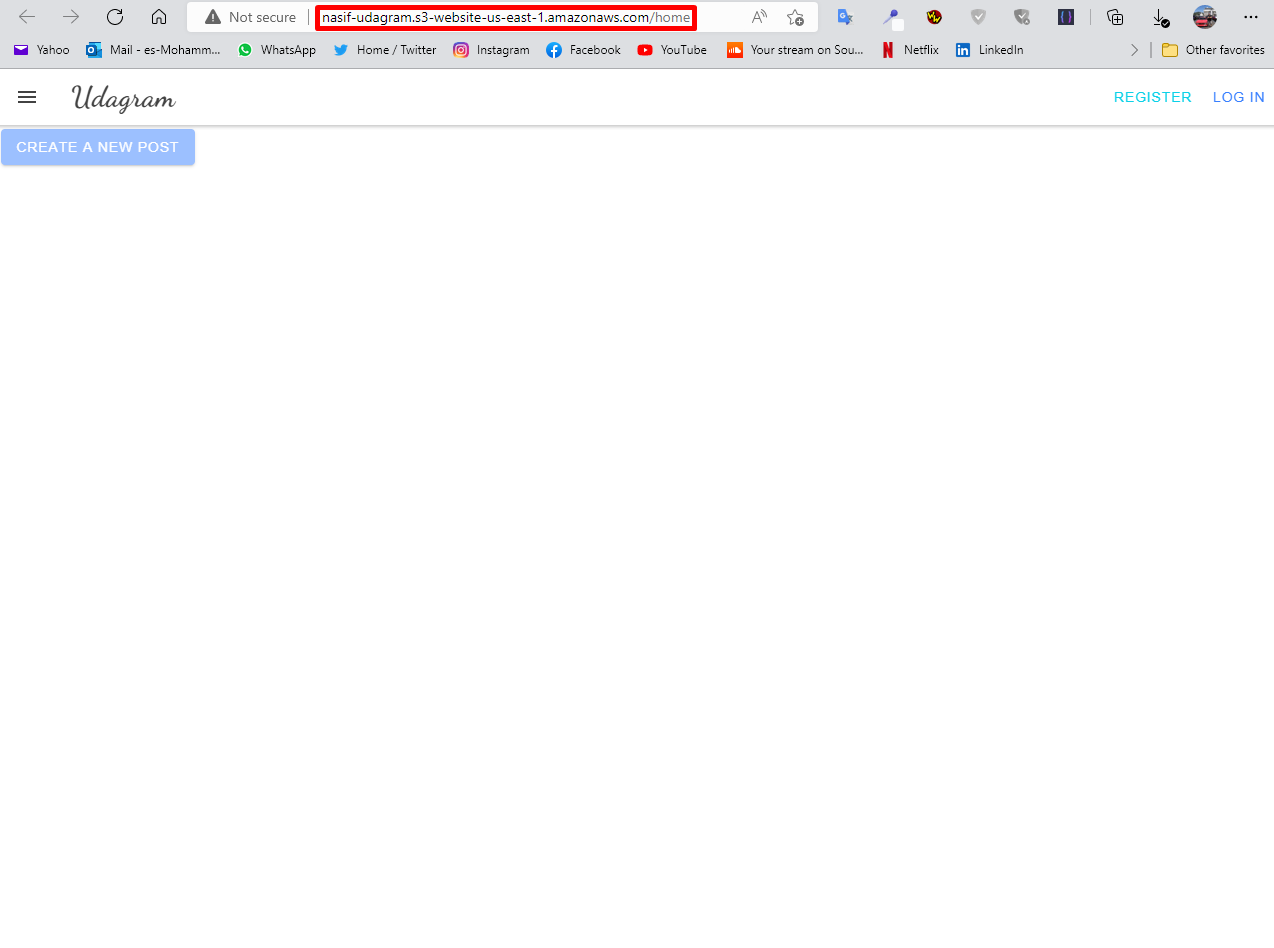 Not secure nasif-udagram.s3-website-us-east-1.amazonaws.com/home
Yahoo Mail - es-Mohamm... WhatsApp Home / Twitter Instagram Facebook YouTube Your stream on Sou... Netflix LinkedIn Other favorites
Udagram REGISTER LOG IN
CREATE A NEW POST